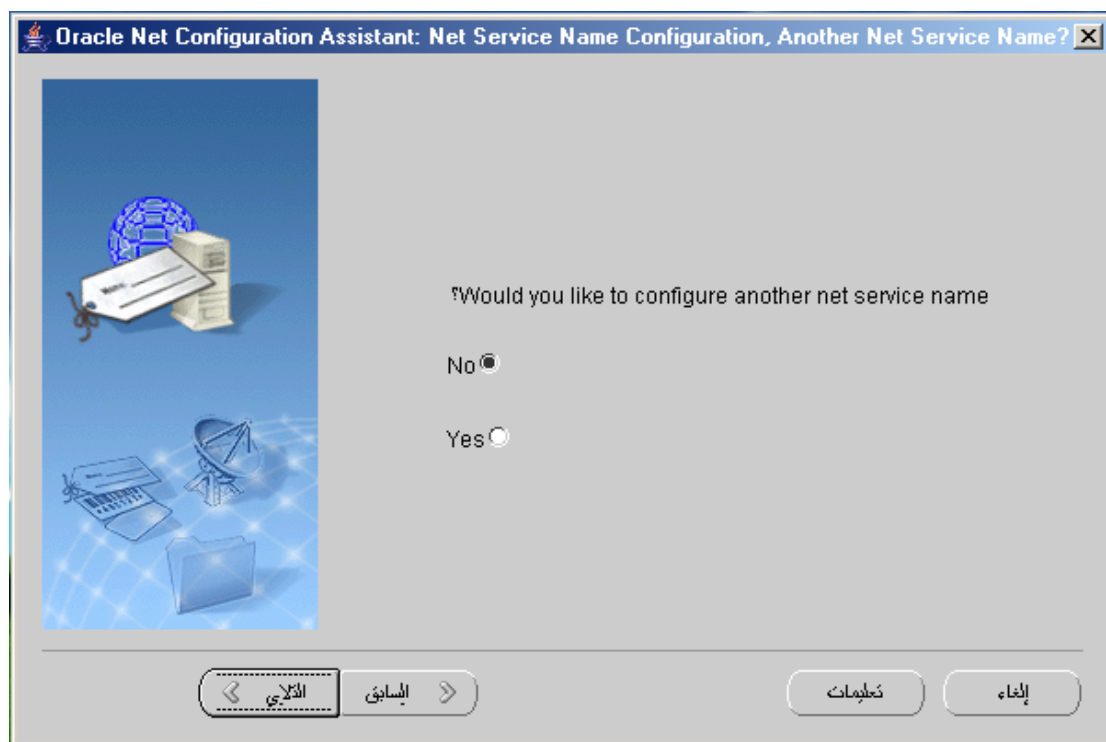 Oracle Net Configuration Assistant: Net Service Name Configuration, Another Net Service Name?
؟Would you like to configure another net service name
No
Yes
إلغاء
تعليمات
السابق
التالي